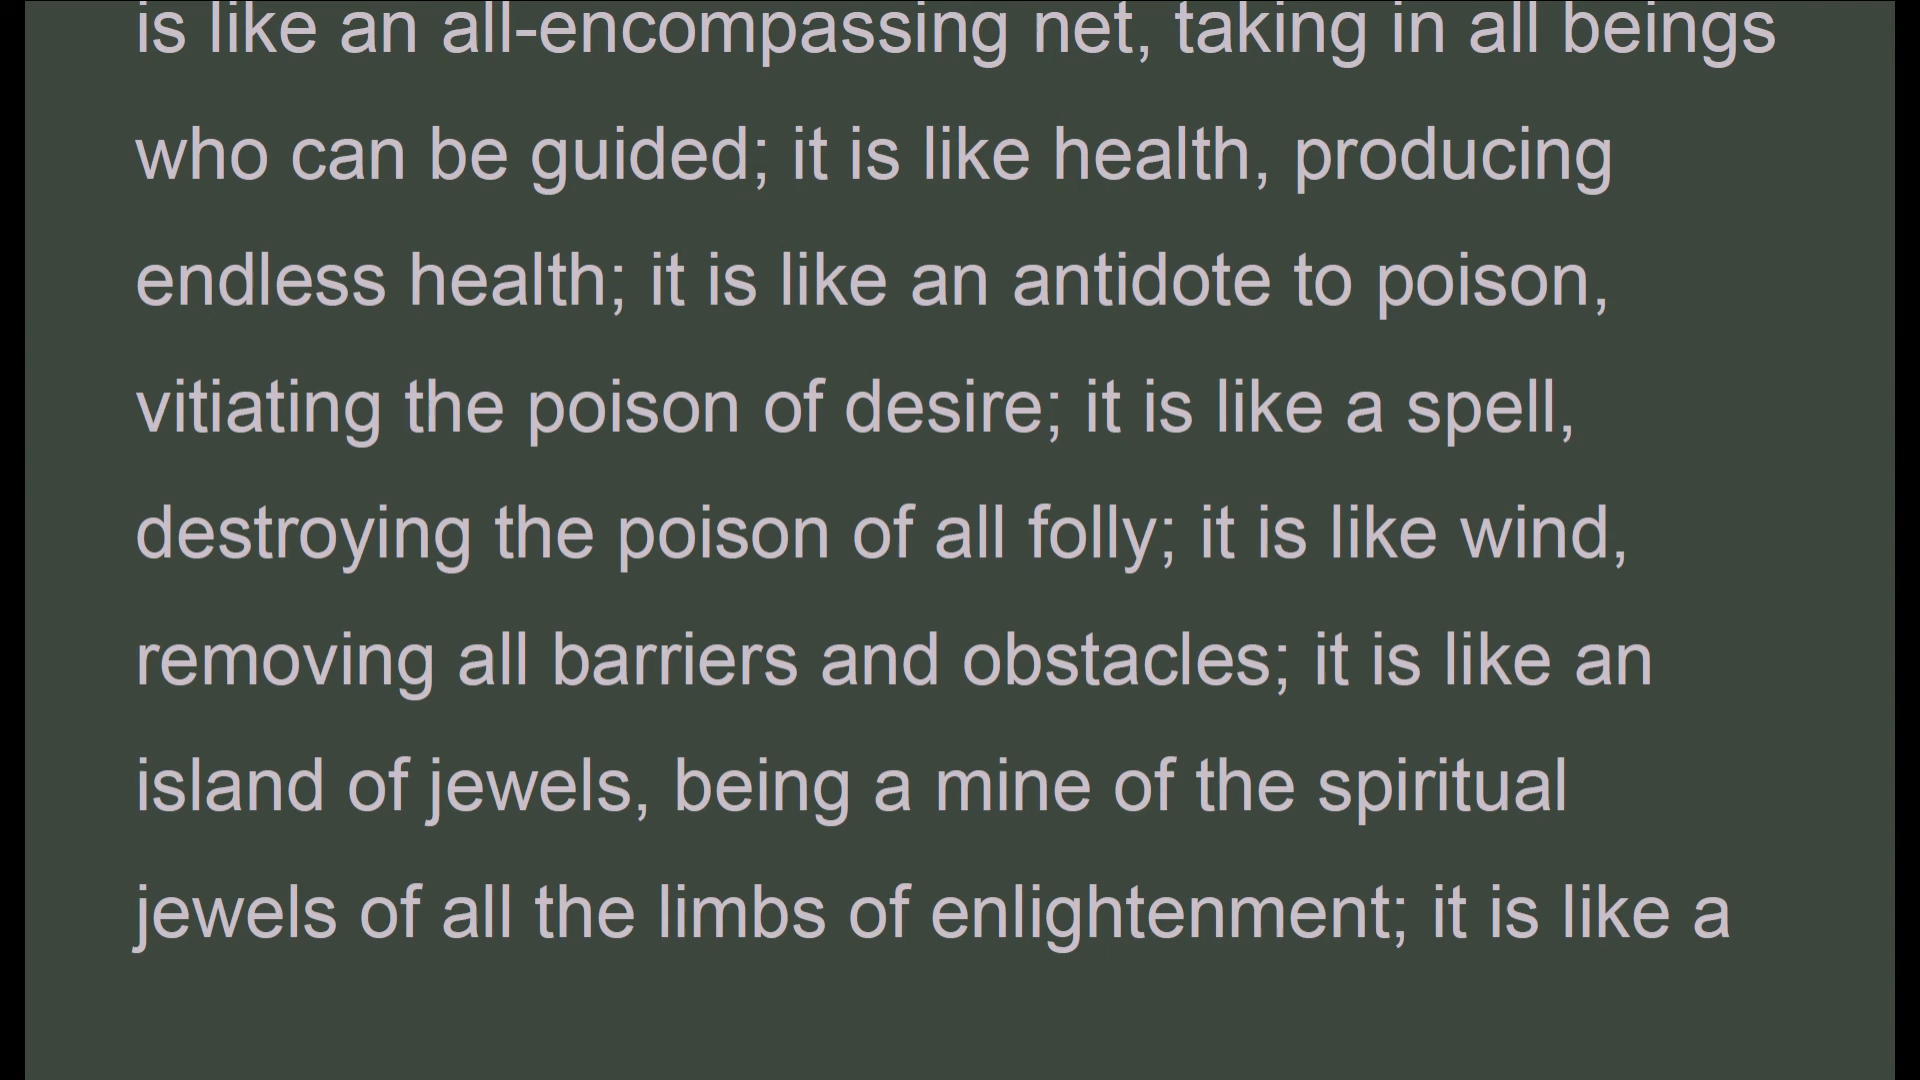 is like an all-encompassing net, taking in all beings
who can be guided; it is like health, producing
endless health; it is like an antidote to poison,
vitiating the poison of desire; it is like a spell,
destroying the poison of all folly; it is like wind,
removing all barriers and obstacles; it is like an
island of jewels, being a mine of the spiritual
jewels of all the limbs of enlightenment; it is like a